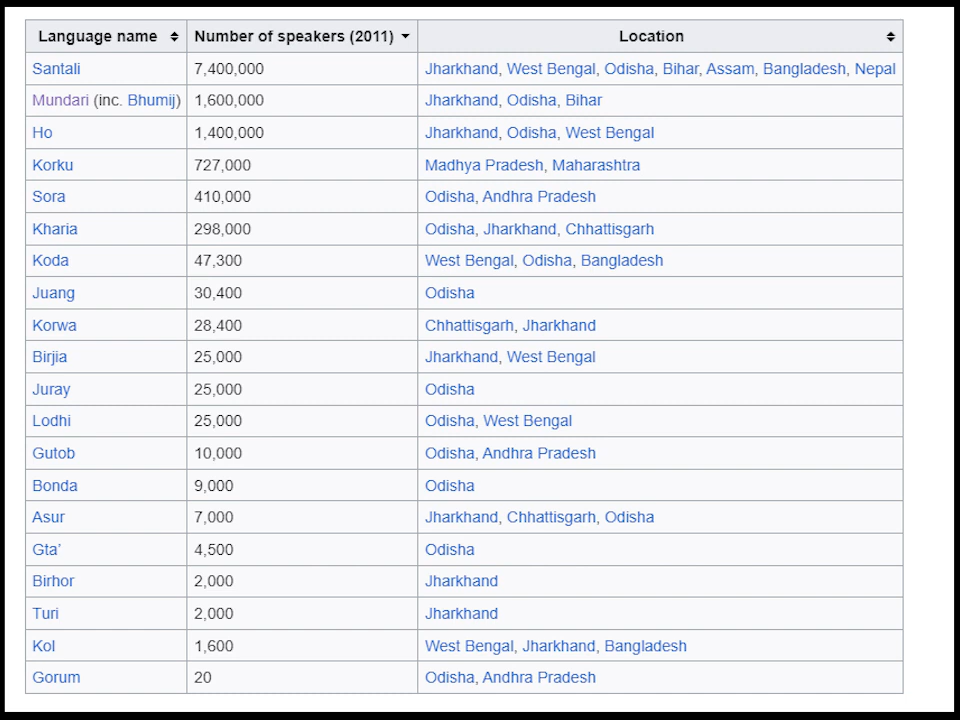 Language name Number of speakers (2011) Location
Santali 7,400,000 Jharkhand, West Bengal, Odisha, Bihar, Assam, Bangladesh, Nepal
Mundari (inc. Bhumij) 1,600,000 Jharkhand, Odisha, Bihar
Ho 1,400,000 Jharkhand, Odisha, West Bengal
Korku 727,000 Madhya Pradesh, Maharashtra
Sora 410,000 Odisha, Andhra Pradesh
Kharia 298,000 Odisha, Jharkhand, Chhattisgarh
Koda 47,300 West Bengal, Odisha, Bangladesh
Juang 30,400 Odisha
Korwa 28,400 Chhattisgarh, Jharkhand
Birjia 25,000 Jharkhand, West Bengal
Juray 25,000 Odisha
Lodhi 25,000 Odisha, West Bengal
Gutob 10,000 Odisha, Andhra Pradesh
Bonda 9,000 Odisha
Asur 7,000 Jharkhand, Chhattisgarh, Odisha
Gta’ 4,500 Odisha
Birhor 2,000 Jharkhand
Turi 2,000 Jharkhand
Kol 1,600 West Bengal, Jharkhand, Bangladesh
Gorum 20 Odisha, Andhra Pradesh